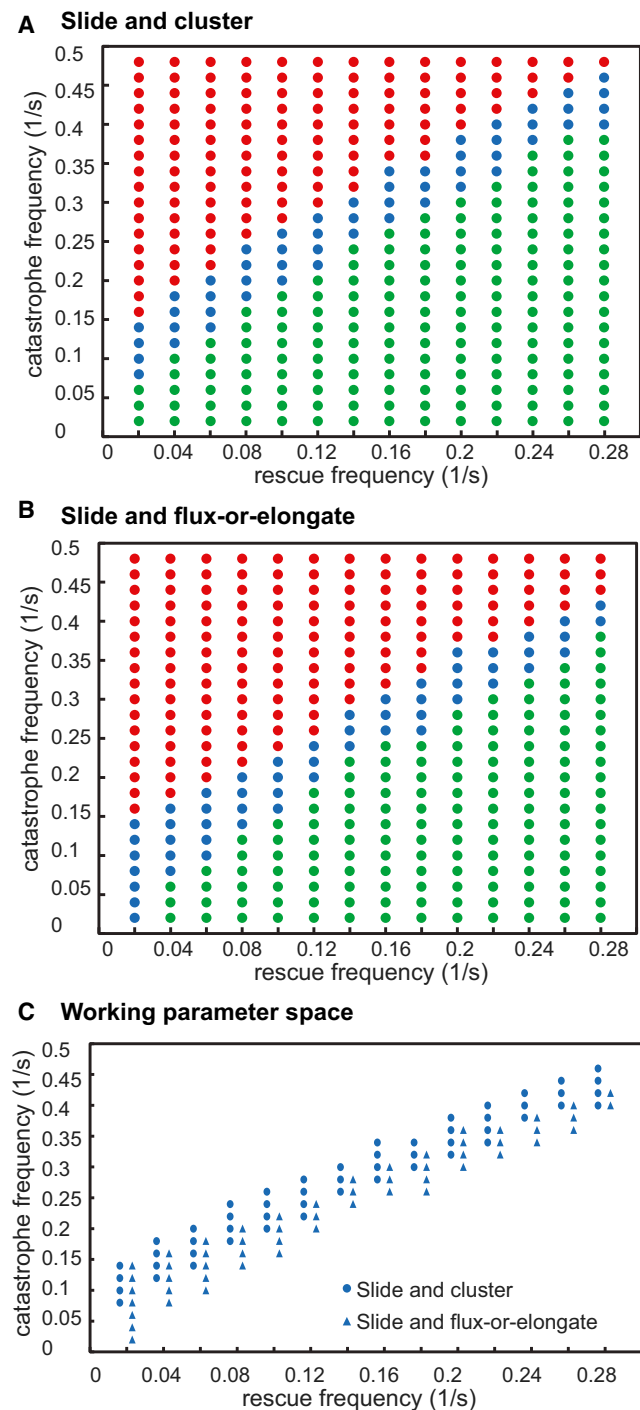 A Slide and cluster
catastrophe frequency (1/s)
0.5
0.45
0.4
0.35
0.3
0.25
0.2
0.15
0.1
0.05
0
0 0.04 0.08 0.12 0.16 0.2 0.24 0.28
rescue frequency (1/s)
B Slide and flux-or-elongate
catastrophe frequency (1/s)
0.5
0.45
0.4
0.35
0.3
0.25
0.2
0.15
0.1
0.05
0
0 0.04 0.08 0.12 0.16 0.2 0.24 0.28
rescue frequency (1/s)
C Working parameter space
catastrophe frequency (1/s)
0.5
0.45
0.4
0.35
0.3
0.25
0.2
0.15
0.1
0.05
0
Slide and cluster
Slide and flux-or-elongate
0 0.04 0.08 0.12 0.16 0.2 0.24 0.28
rescue frequency (1/s)